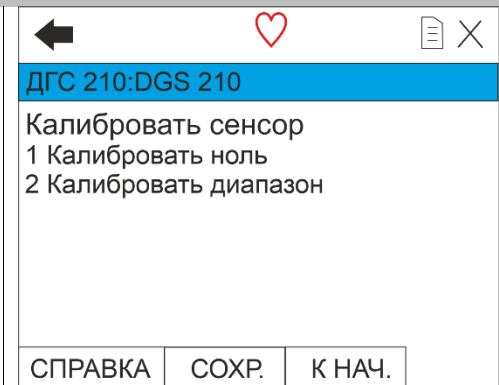 ДГС 210:DGS 210
Калибровать сенсор
1 Калибровать ноль
2 Калибровать диапазон
СПРАВКА СОХР. К НАЧ.